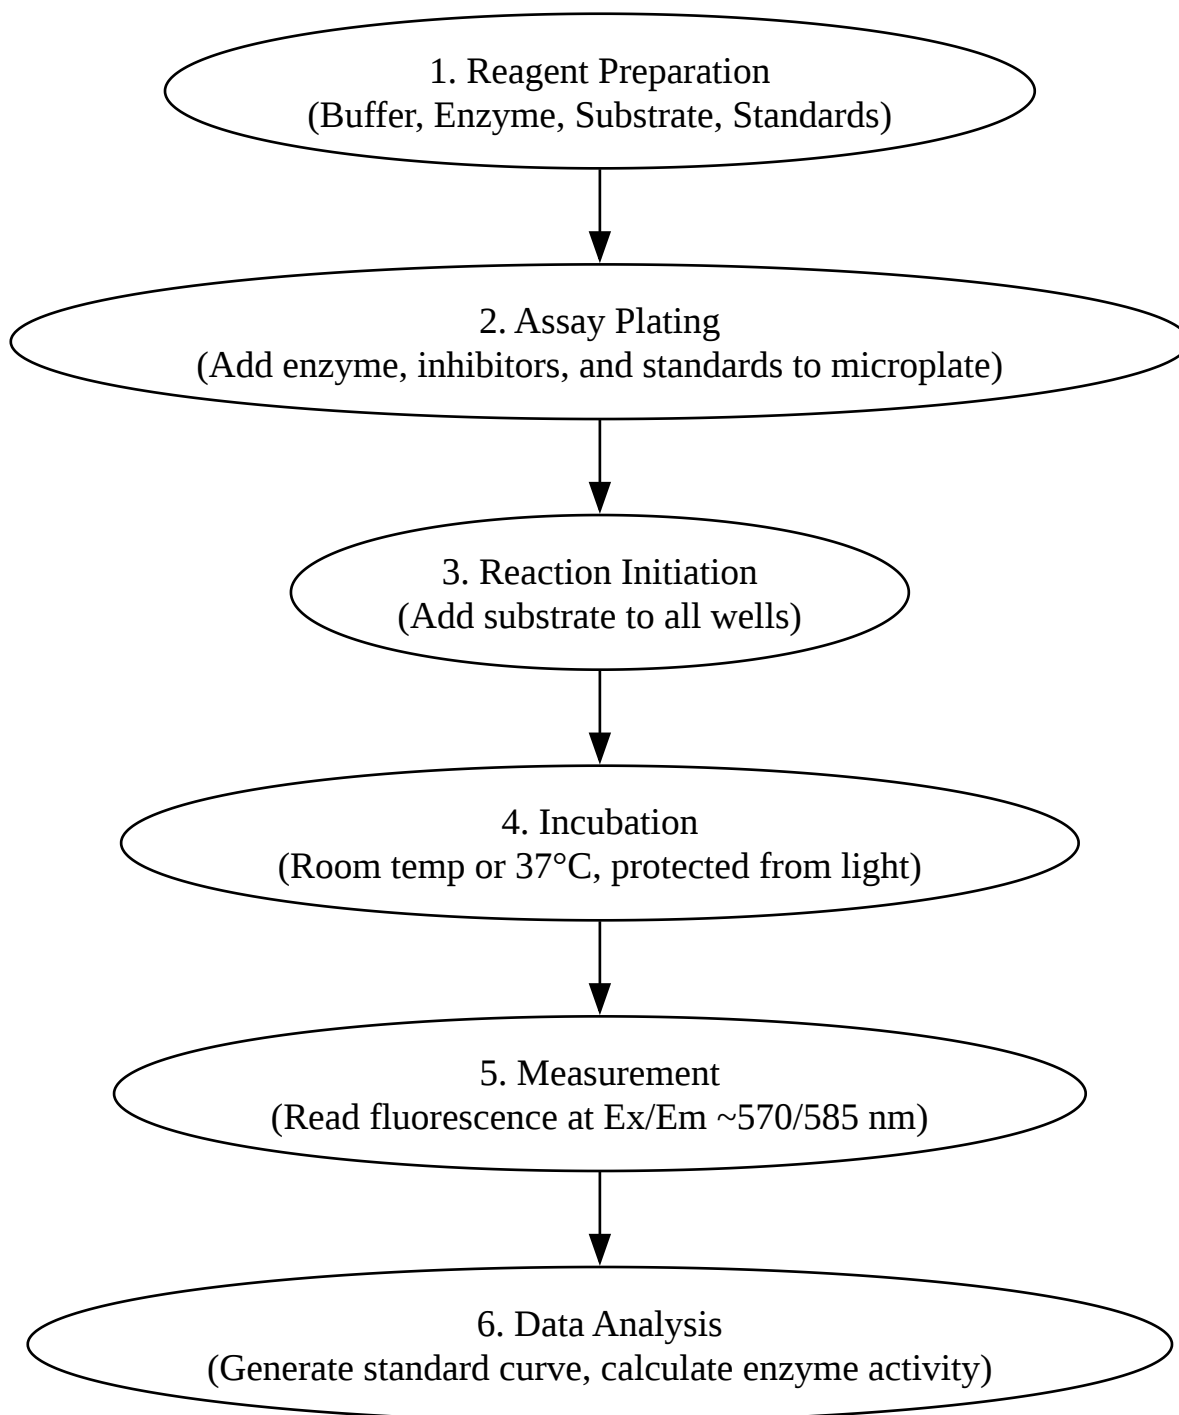 1. Reagent Preparation
(Buffer, Enzyme, Substrate, Standards)
2. Assay Plating
(Add enzyme, inhibitors, and standards to microplate)
3. Reaction Initiation
(Add substrate to all wells)
4. Incubation
(Room temp or 37°C, protected from light)
5. Measurement
(Read fluorescence at Ex/Em ~570/585 nm)
6. Data Analysis
(Generate standard curve, calculate enzyme activity)